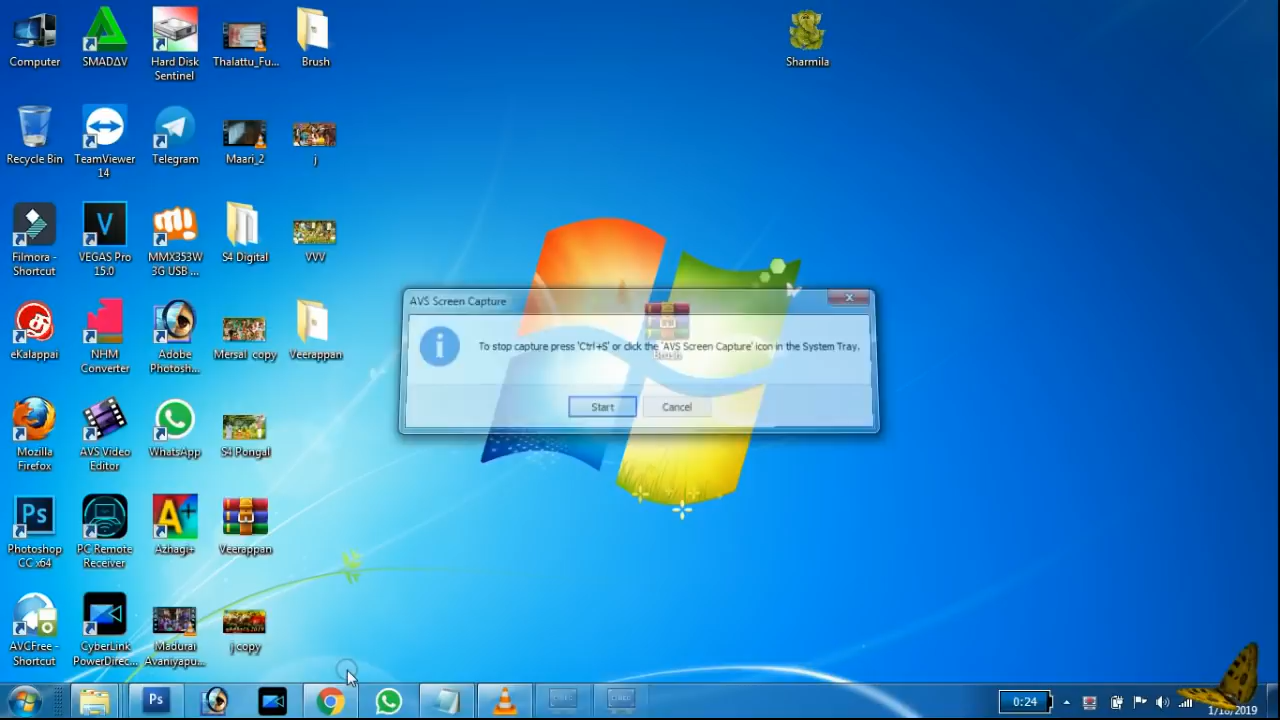 Computer
SMADΔV
Hard Disk
Sentinel
Thalattu_Fu...
Brush
Sharmila
Recycle Bin
TeamViewer
14
Telegram
Maari_2
j
Filmora -
Shortcut
VEGAS Pro
15.0
MMX353W
3G USB ...
S4 Digital
VVV
AVS Screen Capture
To stop capture press 'Ctrl+S' or click the 'AVS Screen Capture' icon in the System Tray.
Brush
Start
Cancel
eKalappai
NHM
Converter
Adobe
Photosh...
Mersal copy
Veerappan
Mozilla
Firefox
AVS Video
Editor
WhatsApp
S4 Pongal
Photoshop
CC x64
PC Remote
Receiver
Azhagi+
Veerappan
AVCFree -
Shortcut
CyberLink
PowerDirec...
Madurai
Avaniyapu...
j copy
Ps
0:24
1/18/2019